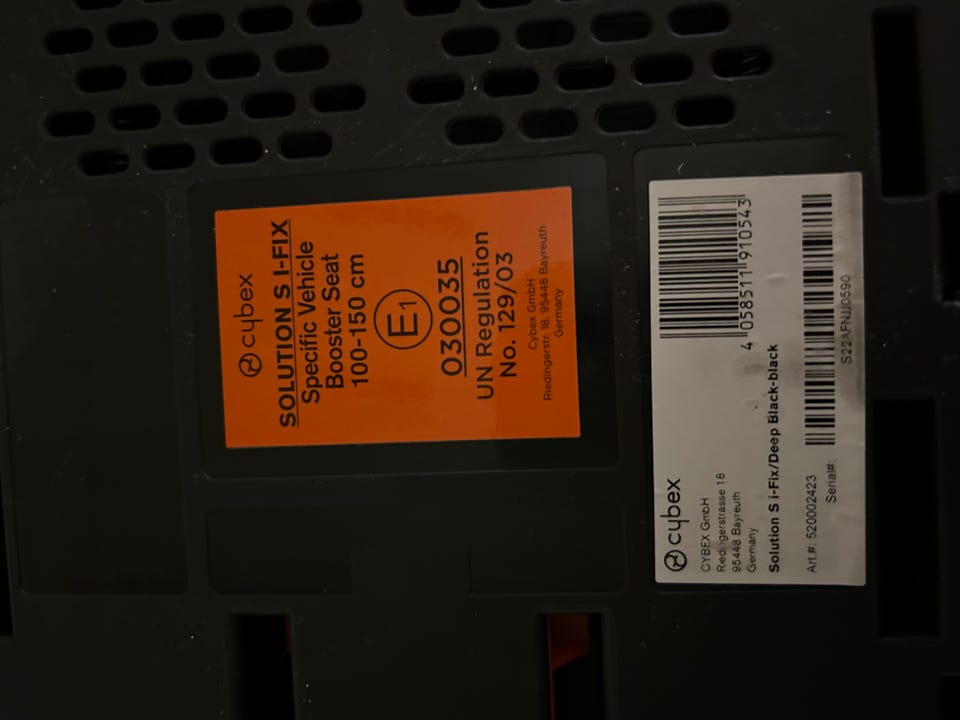 cybex
SOLUTION S I-FIX
Specific Vehicle
Booster Seat
100-150 cm
E1
030035
UN Regulation
No. 129/03
Cybex GmbH
Riedingerstr. 18, 95448 Bayreuth
Germany
cybex
CYBEX GmbH
Riedingerstrasse 18
95448 Bayreuth
Germany
4 058511 910543
Solution S i-Fix/Deep Black-black
Art.#: 520002423
Serial#:
S22AFNJJ0590